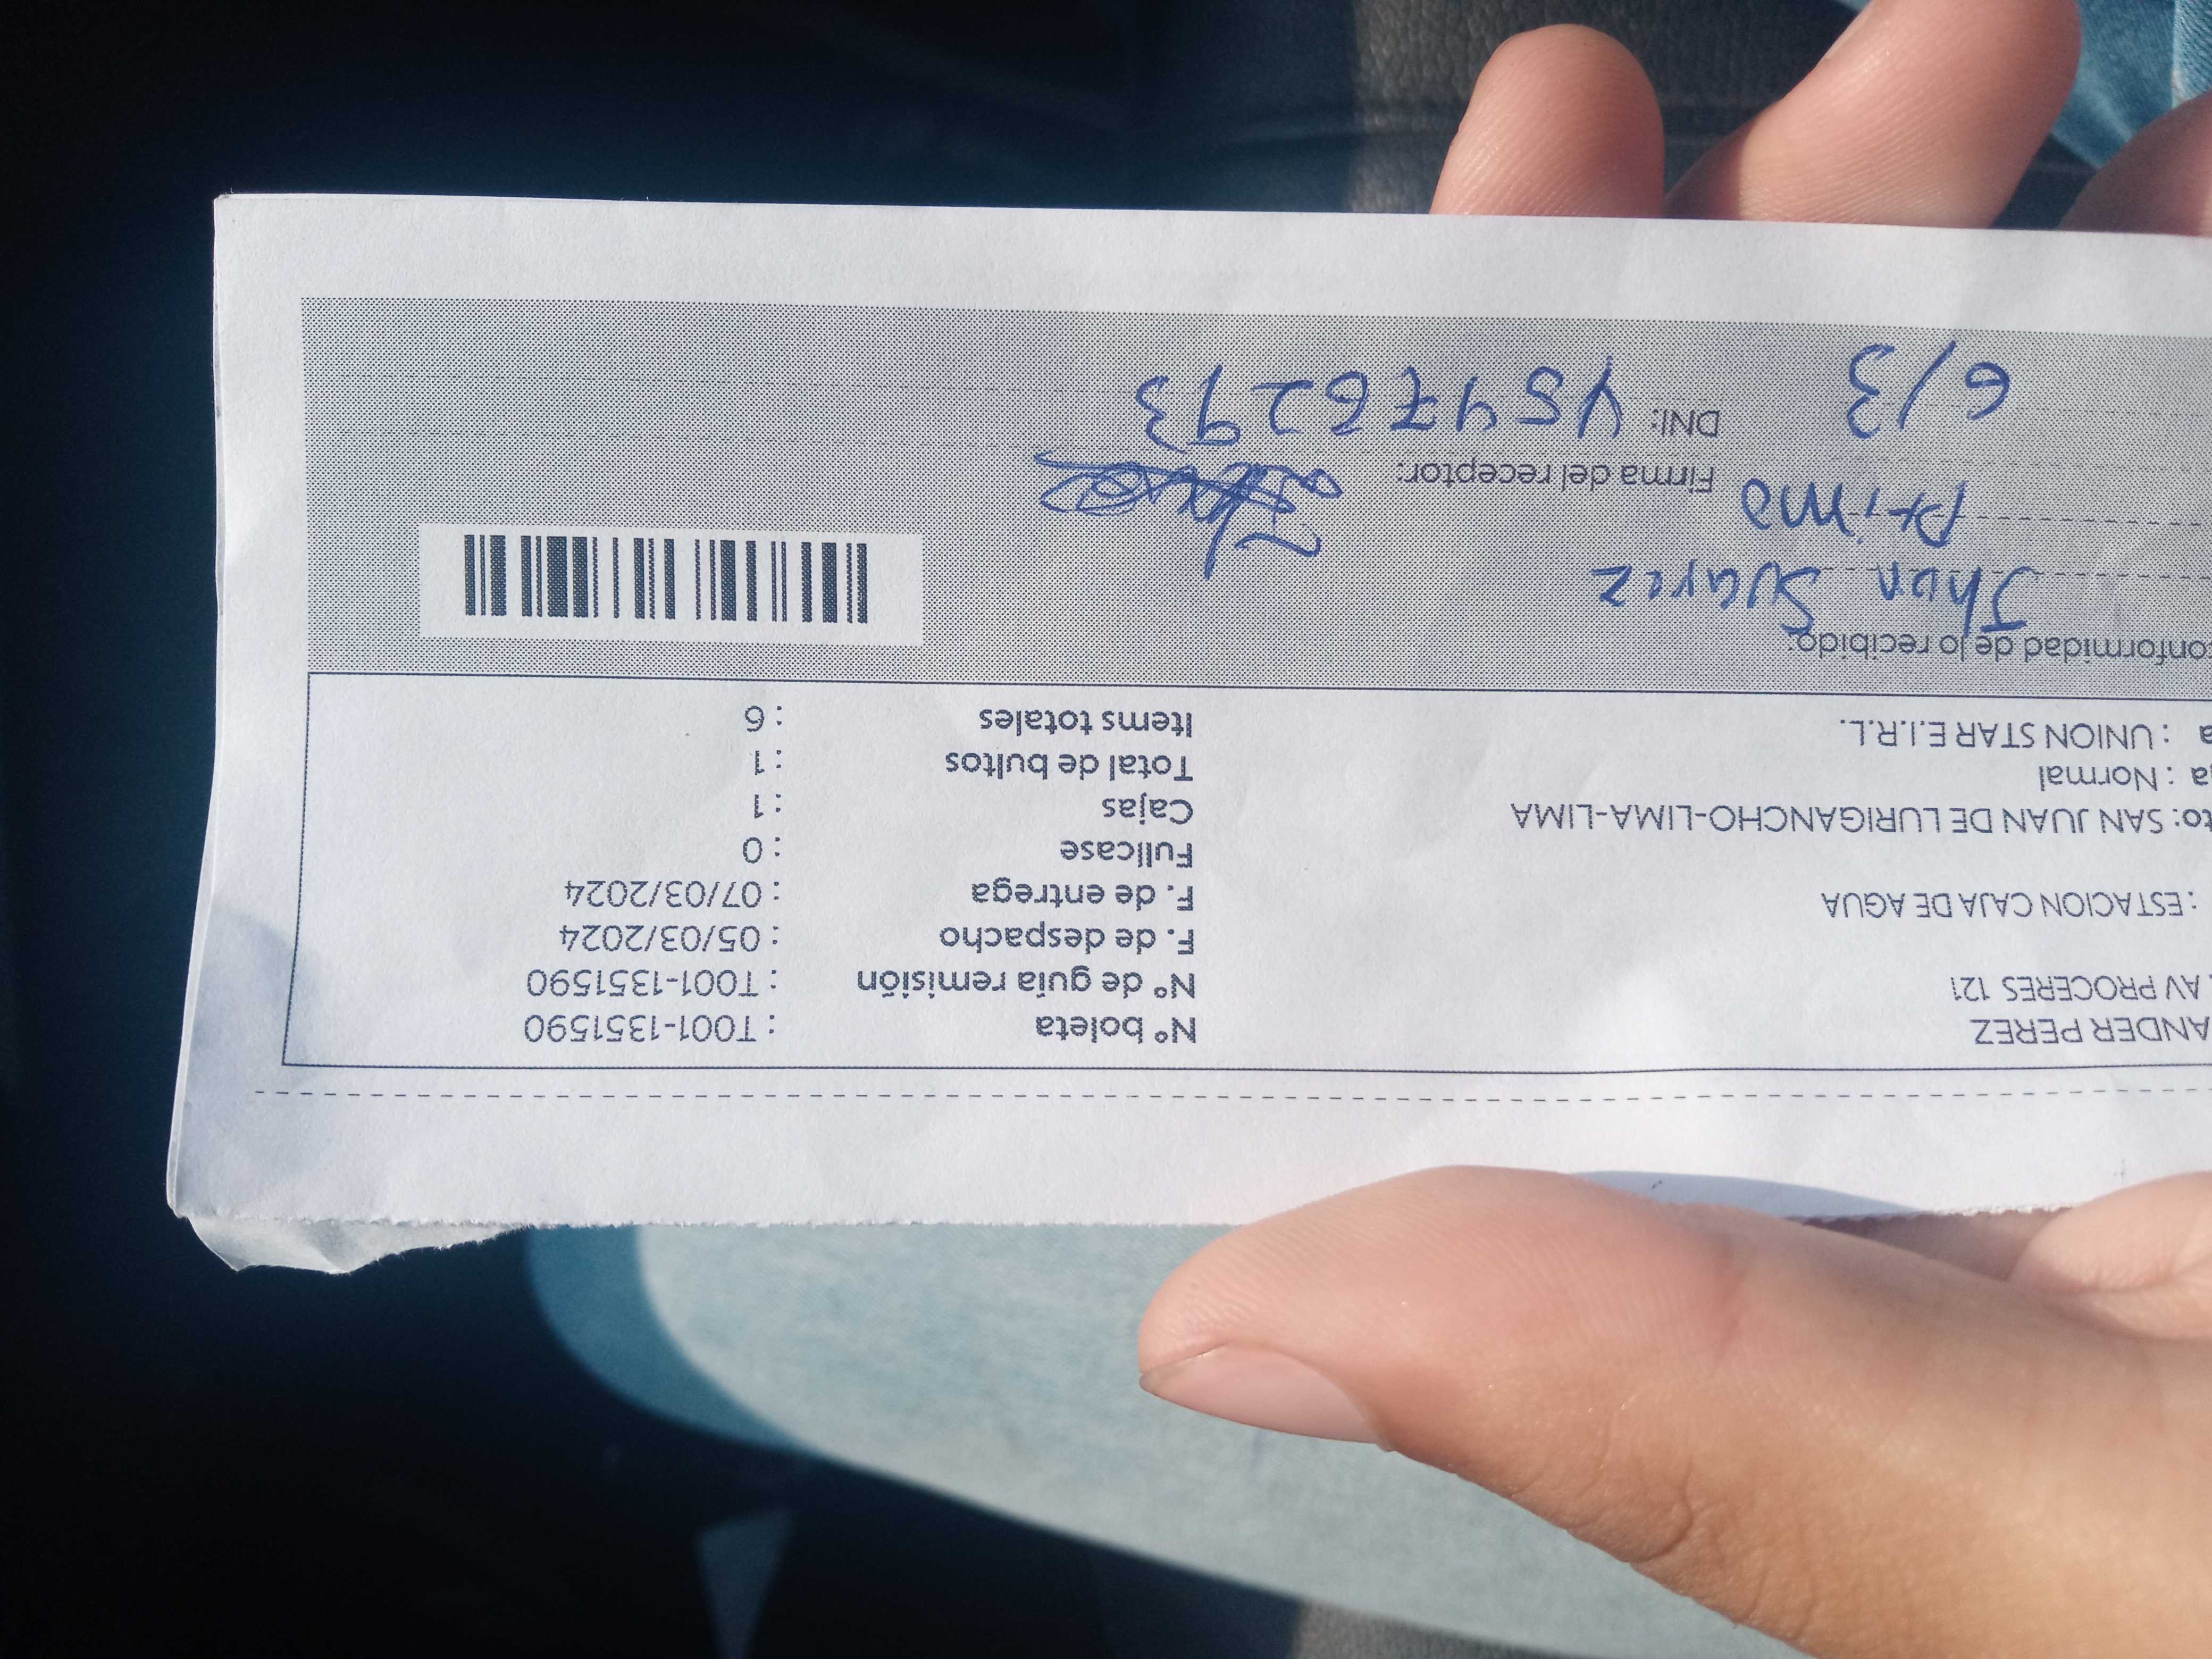 ANDER PEREZ
AV PROCERES 121
: ESTACION CAJA DE AGUA
to: SAN JUAN DE LURIGANCHO-LIMA-LIMA
a : Normal
a : UNION STAR E.I.R.L.
N° boleta : T001-1351590
N° de guía remisión : T001-1351590
F. de despacho : 05/03/2024
F. de entrega : 07/03/2024
Fullcase : 0
Cajas : 1
Total de bultos : 1
Items totales : 6
onformidad de lo recibido.
Jhon Suarez
Primo
6/3
Firma del receptor:
DNI: